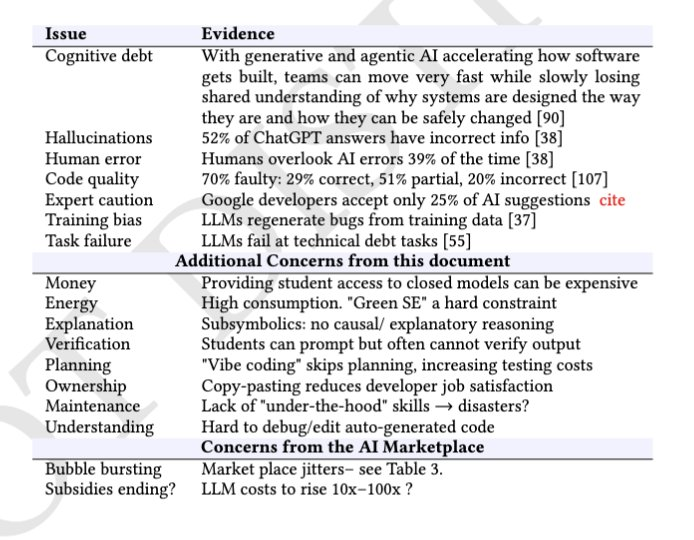 Issue Evidence
Cognitive debt With generative and agentic AI accelerating how software
gets built, teams can move very fast while slowly losing
shared understanding of why systems are designed the way
they are and how they can be safely changed [90]
Hallucinations 52% of ChatGPT answers have incorrect info [38]
Human error Humans overlook AI errors 39% of the time [38]
Code quality 70% faulty: 29% correct, 51% partial, 20% incorrect [107]
Expert caution Google developers accept only 25% of AI suggestions cite
Training bias LLMs regenerate bugs from training data [37]
Task failure LLMs fail at technical debt tasks [55]
Additional Concerns from this document
Money Providing student access to closed models can be expensive
Energy High consumption. "Green SE" a hard constraint
Explanation Subsymbolics: no causal/ explanatory reasoning
Verification Students can prompt but often cannot verify output
Planning "Vibe coding" skips planning, increasing testing costs
Ownership Copy-pasting reduces developer job satisfaction
Maintenance Lack of "under-the-hood" skills → disasters?
Understanding Hard to debug/edit auto-generated code
Concerns from the AI Marketplace
Bubble bursting Market place jitters– see Table 3.
Subsidies ending? LLM costs to rise 10x–100x ?